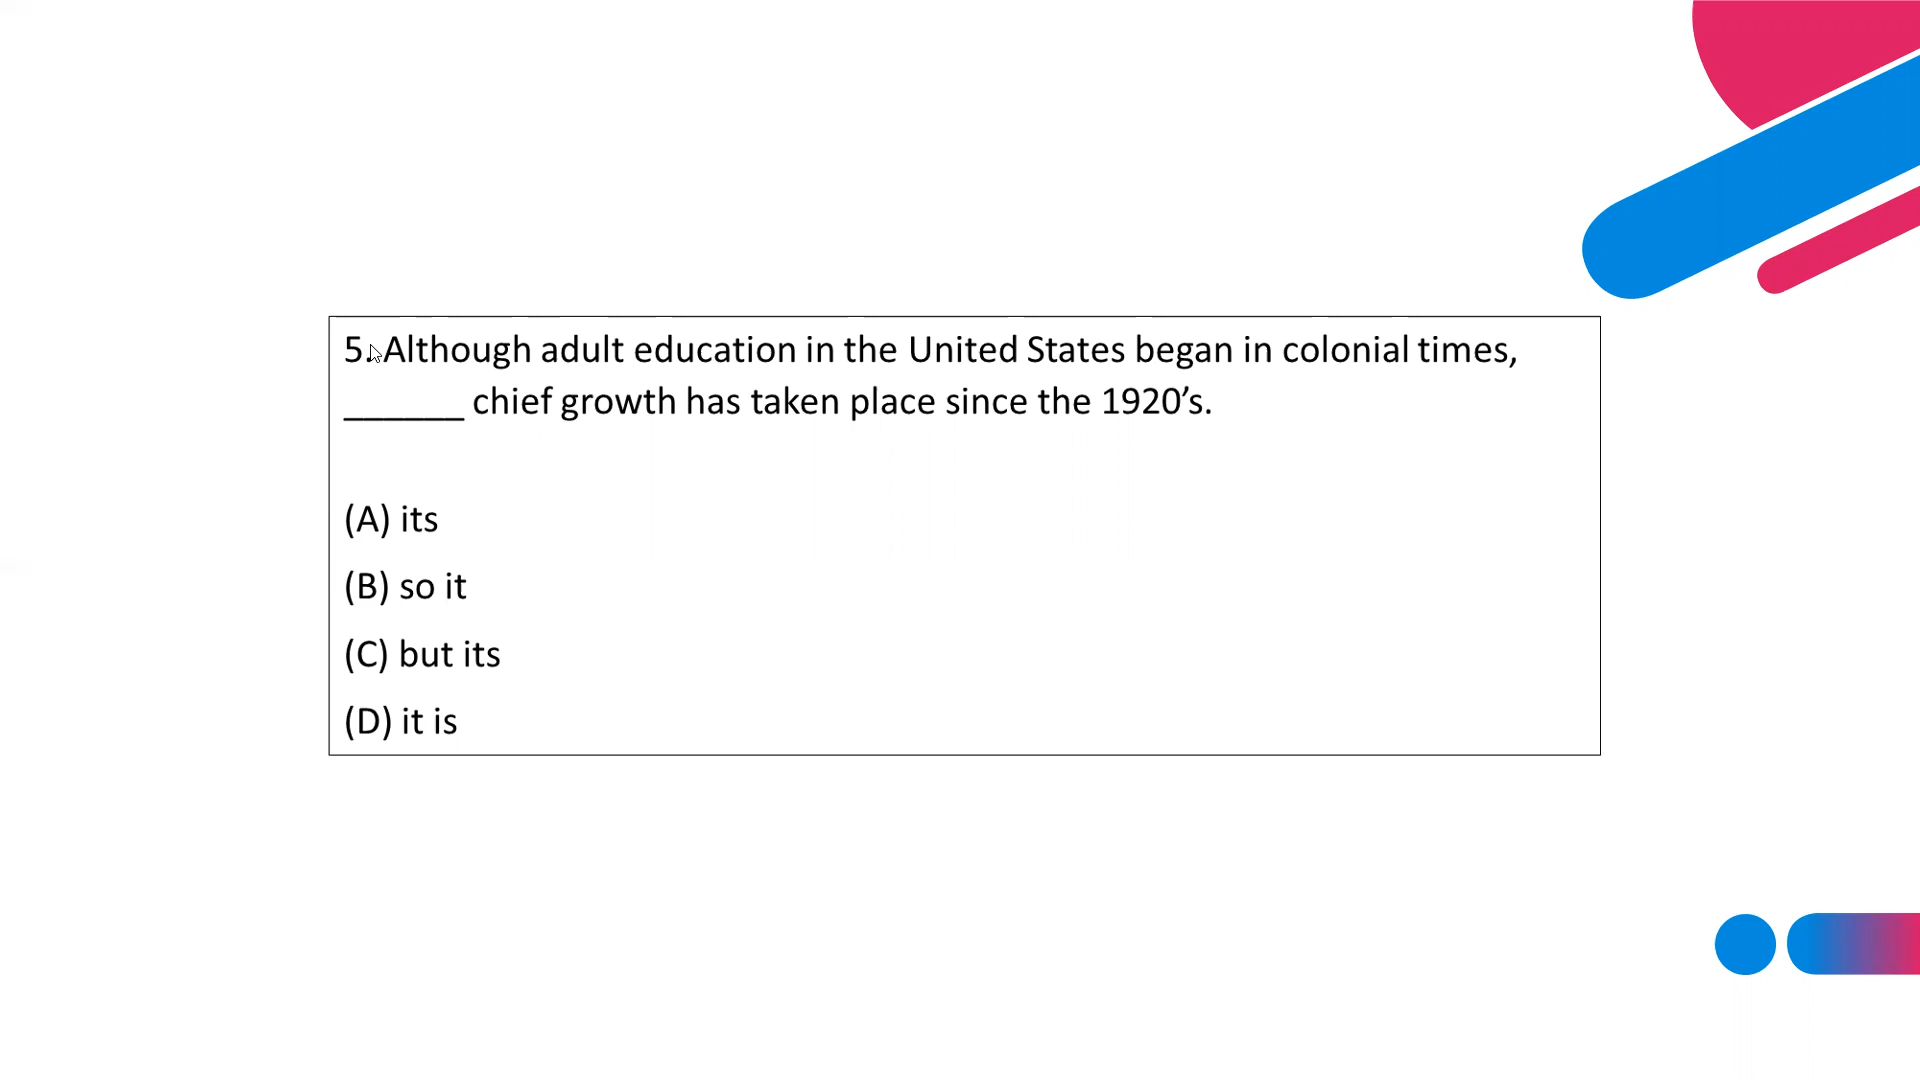 5. Although adult education in the United States began in colonial times,
______ chief growth has taken place since the 1920’s.
(A) its
(B) so it
(C) but its
(D) it is